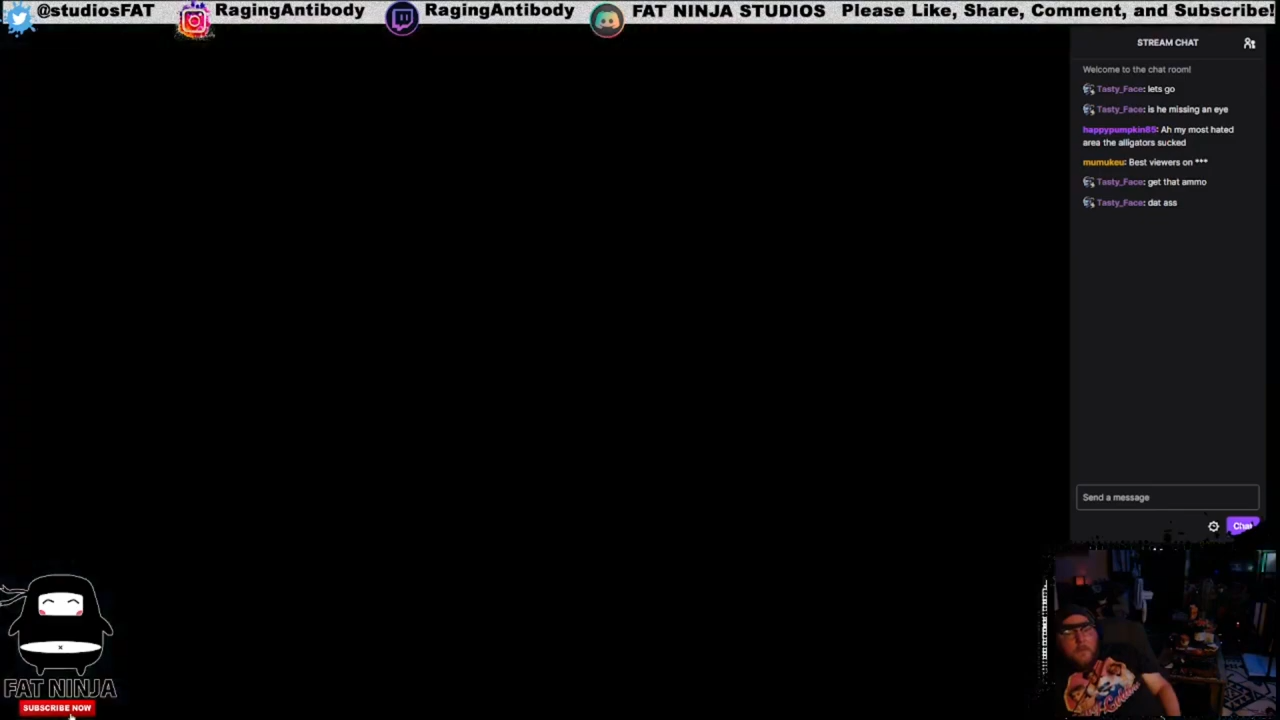 @studiosFAT RagingAntibody RagingAntibody FAT NINJA STUDIOS Please Like, Share, Comment, and Subscribe!
STREAM CHAT
Welcome to the chat room!
Tasty_Face: lets go
Tasty_Face: is he missing an eye
happypumpkin85: Ah my most hated
area the alligators sucked
mumukeu: Best viewers on ***
Tasty_Face: get that ammo
Tasty_Face: dat ass
Send a message
Chat
FAT NINJA
SUBSCRIBE NOW